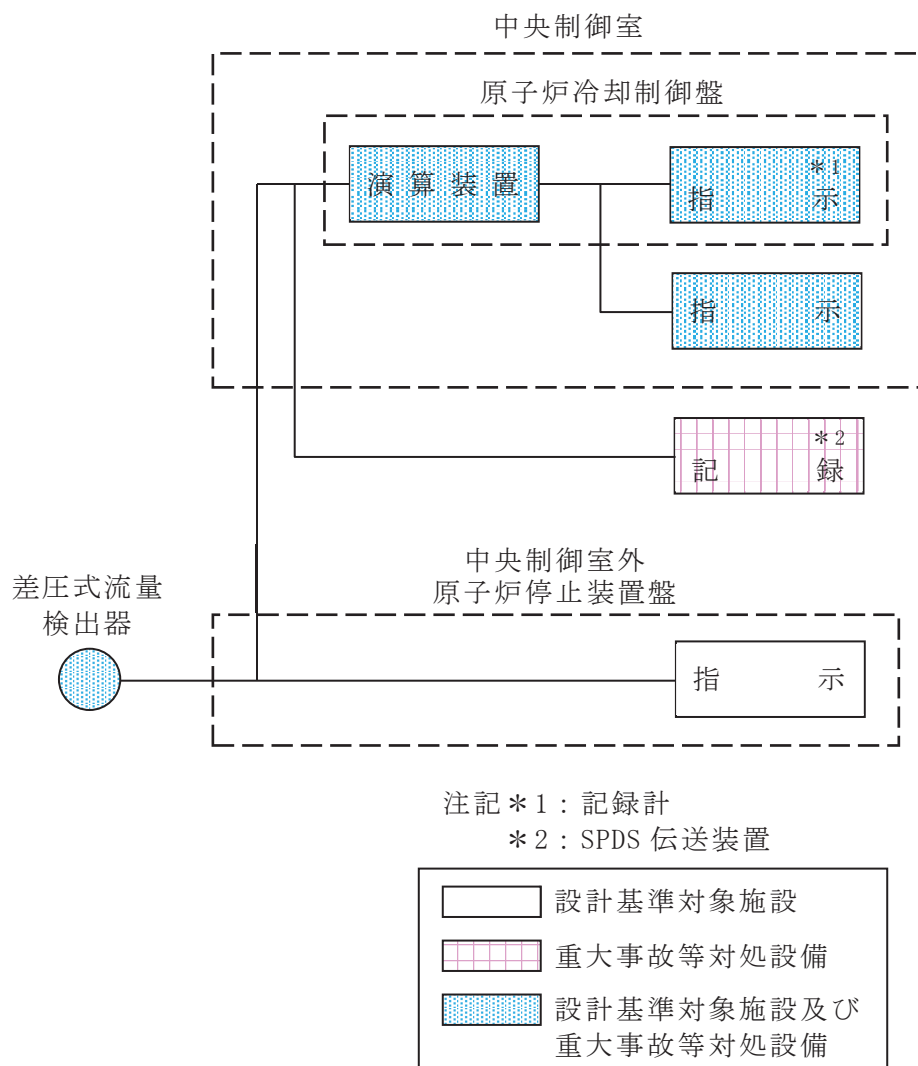 中央制御室
原子炉冷却制御盤
演算装置
＊1
指示
指示
＊2
記録
中央制御室外
原子炉停止装置盤
差圧式流量
検出器
指示
注記＊1：記録計
＊2：SPDS 伝送装置
設計基準対象施設
重大事故等対処設備
設計基準対象施設及び
重大事故等対処設備